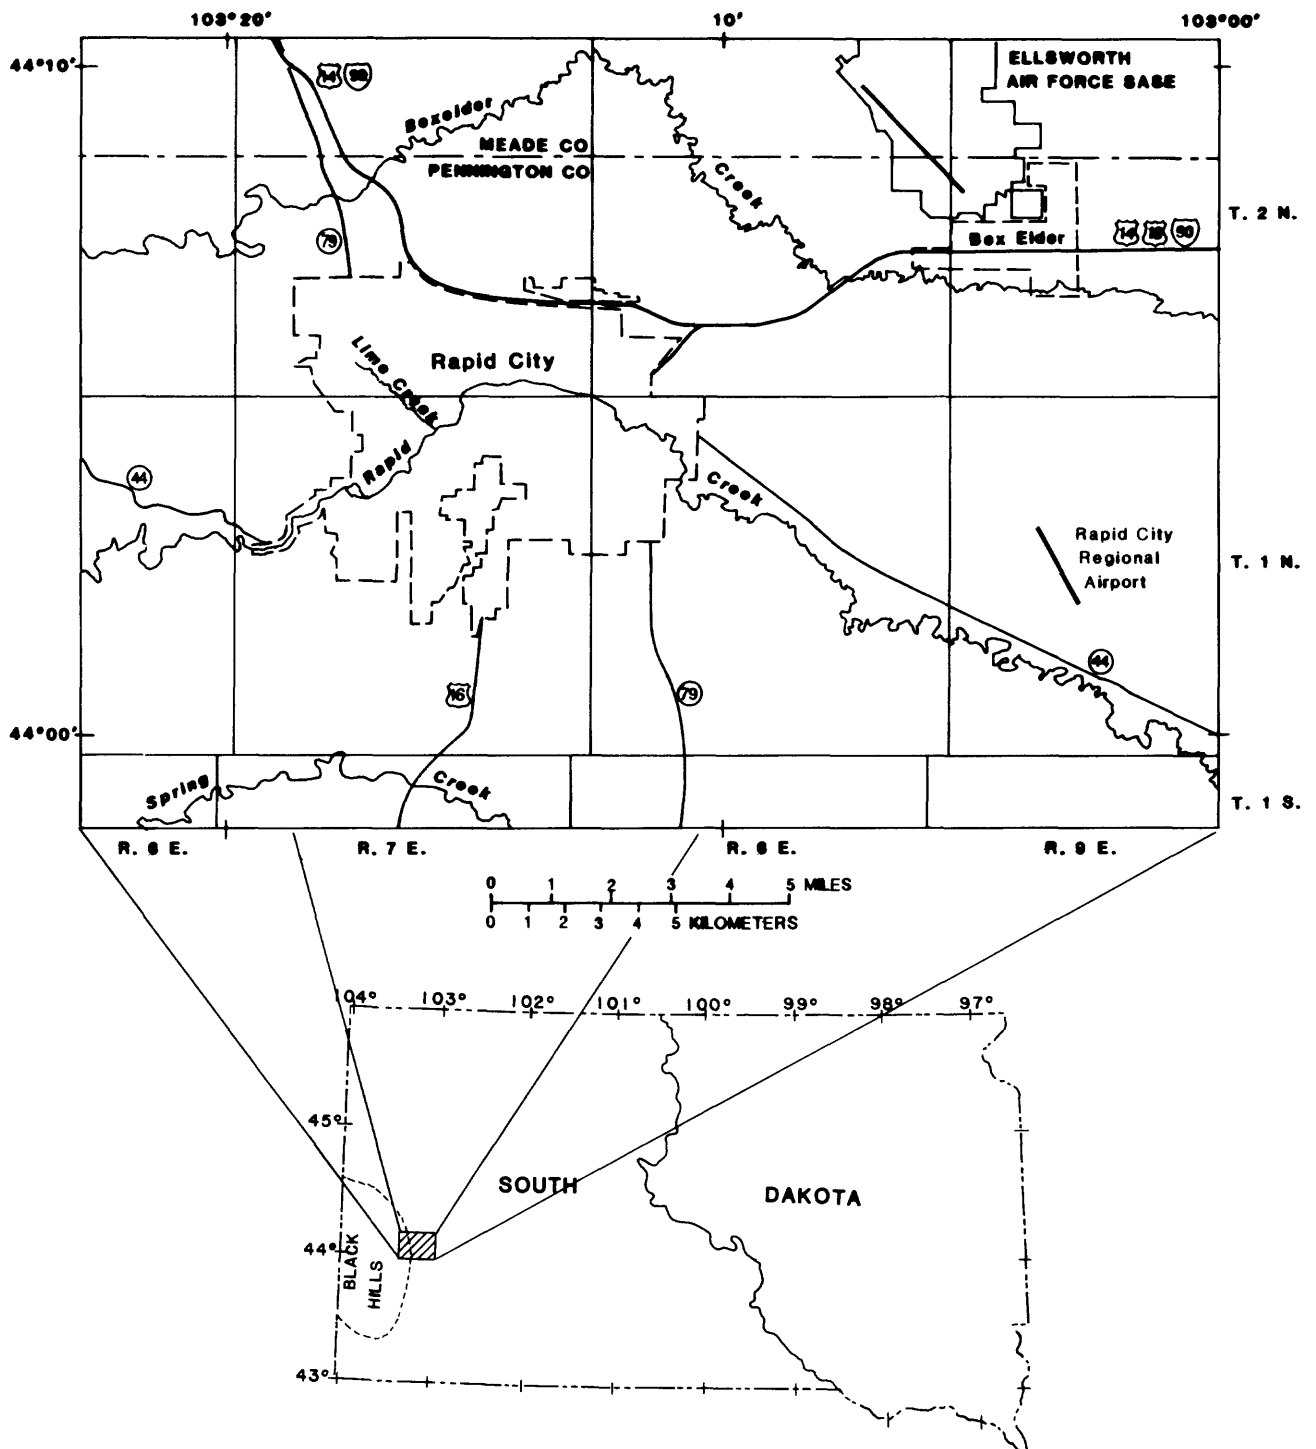 103°20'
10'
103°00'
44°10'
14 90
ELLSWORTH
AIR FORCE BASE
Boxelder
MEADE CO
PENNINGTON CO
Creek
T. 2 N.
79
Box Elder
14 16 90
Lime Creek
Rapid City
Rapid
Creek
44
Rapid City
Regional
Airport
T. 1 N.
44
16
79
44°00'
Spring
Creek
T. 1 S.
R. 6 E.
R. 7 E.
R. 8 E.
R. 9 E.
0 1 2 3 4 5 MILES
0 1 2 3 4 5 KILOMETERS
104° 103° 102° 101° 100° 99° 98° 97°
45°
SOUTH
DAKOTA
44°
BLACK
HILLS
43°